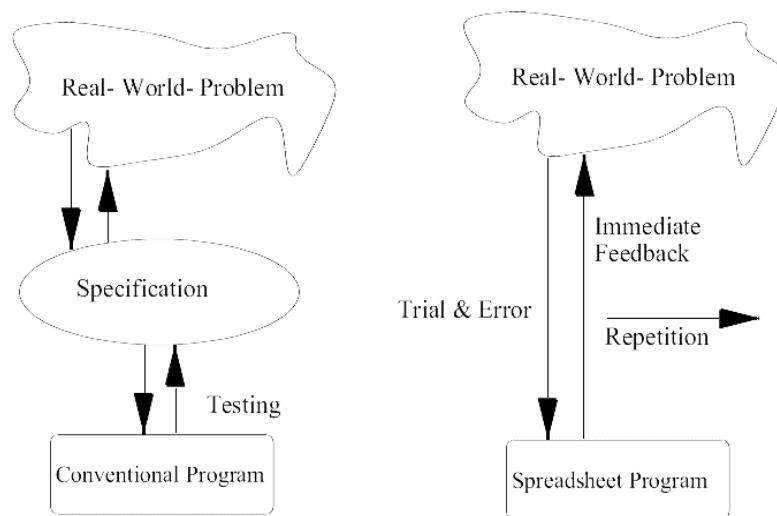 Real- World- Problem
Specification
Testing
Conventional Program
Real- World- Problem
Immediate
Feedback
Trial & Error
Repetition
Spreadsheet Program